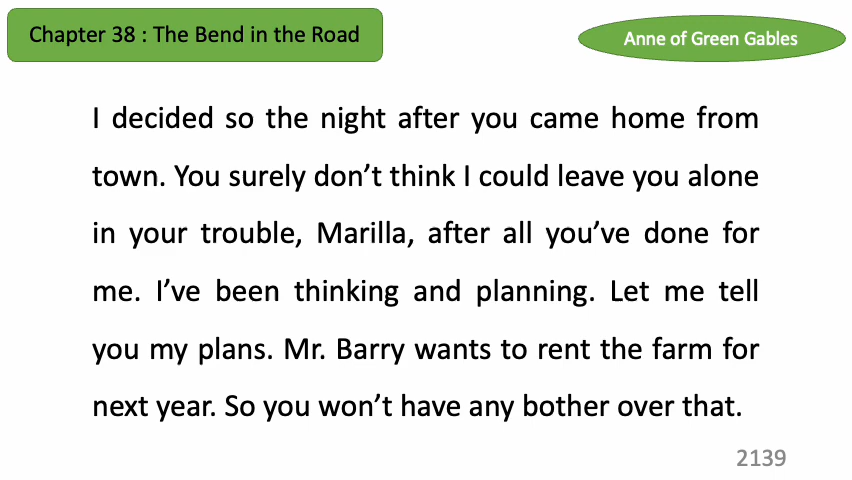 Chapter 38 : The Bend in the Road
Anne of Green Gables
I decided so the night after you came home from
town. You surely don’t think I could leave you alone
in your trouble, Marilla, after all you’ve done for
me. I’ve been thinking and planning. Let me tell
you my plans. Mr. Barry wants to rent the farm for
next year. So you won’t have any bother over that.
2139